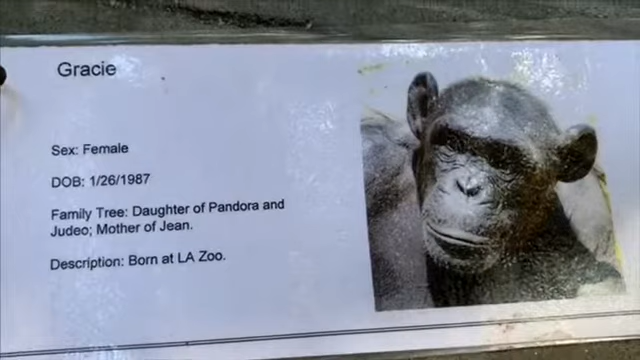 Gracie
Sex: Female
DOB: 1/26/1987
Family Tree: Daughter of Pandora and
Judeo; Mother of Jean.
Description: Born at LA Zoo.